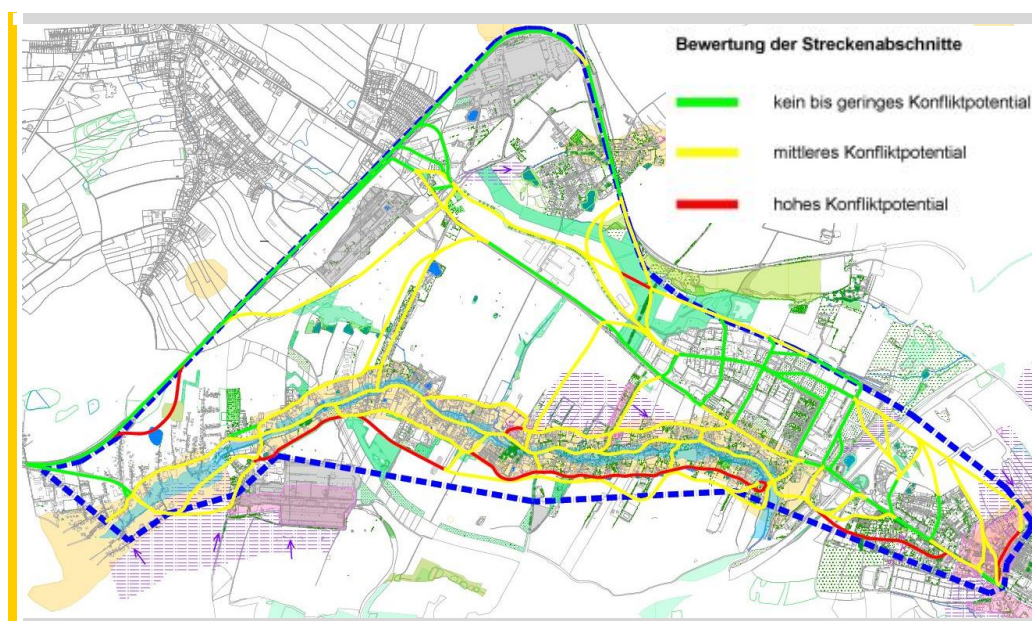 Bewertung der Streckenabschnitte
kein bis geringes Konfliktpotential
mittleres Konfliktpotential
hohes Konfliktpotential